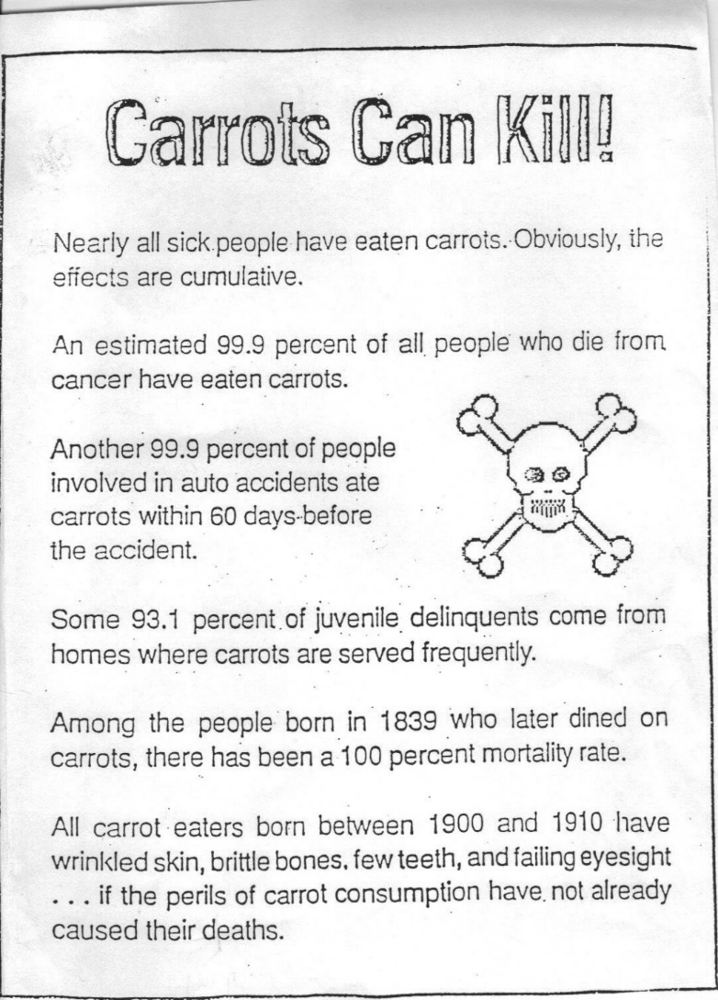 Carrots Can Kill!
Nearly all sick people have eaten carrots. Obviously, the
effects are cumulative.
An estimated 99.9 percent of all people who die from
cancer have eaten carrots.
Another 99.9 percent of people
involved in auto accidents ate
carrots within 60 days before
the accident.
Some 93.1 percent of juvenile delinquents come from
homes where carrots are served frequently.
Among the people born in 1839 who later dined on
carrots, there has been a 100 percent mortality rate.
All carrot eaters born between 1900 and 1910 have
wrinkled skin, brittle bones, few teeth, and failing eyesight
. . . if the perils of carrot consumption have not already
caused their deaths.